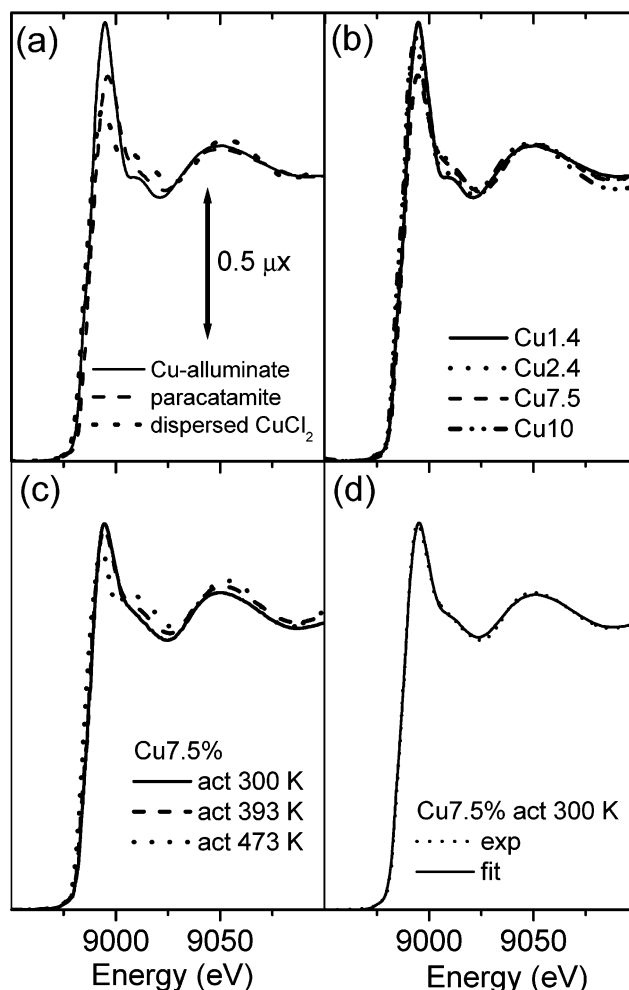 (a)
0.5 μx
Cu-alluminate
paracatamite
dispersed CuCl₂
(b)
Cu1.4
Cu2.4
Cu7.5
Cu10
(c)
Cu7.5%
act 300 K
act 393 K
act 473 K
(d)
Cu7.5% act 300 K
exp
fit
9000 9050
9000 9050
Energy (eV)
Energy (eV)